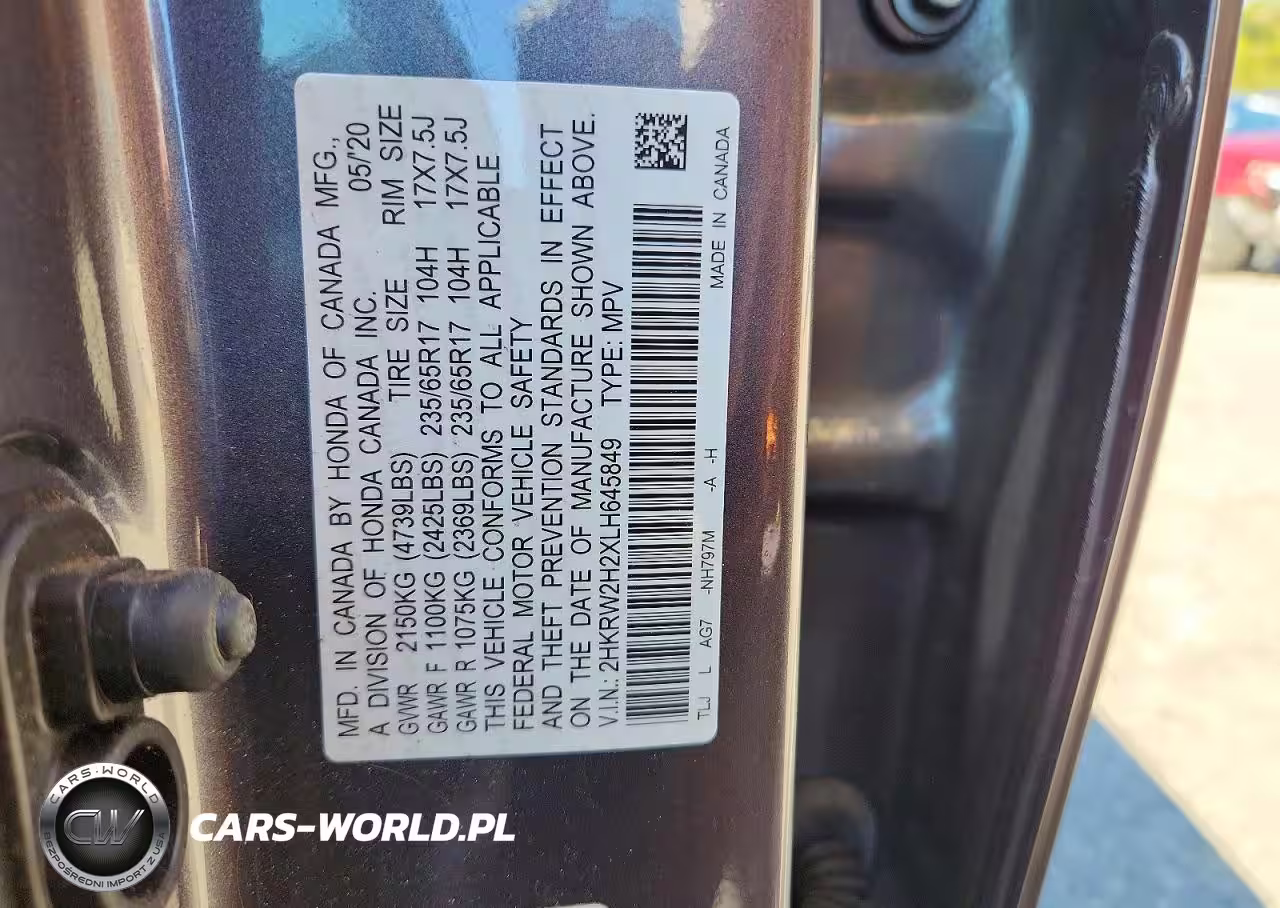 MFD. IN CANADA BY HONDA OF CANADA MFG.,
A DIVISION OF HONDA CANADA INC. 05/'20
GVWR 2150KG (4739LBS) TIRE SIZE RIM SIZE
GAWR F 1100KG (2425LBS) 235/65R17 104H 17X7.5J
GAWR R 1075KG (2369LBS) 235/65R17 104H 17X7.5J
THIS VEHICLE CONFORMS TO ALL APPLICABLE
FEDERAL MOTOR VEHICLE SAFETY
AND THEFT PREVENTION STANDARDS IN EFFECT
ON THE DATE OF MANUFACTURE SHOWN ABOVE.
V.I.N.: 2HKRW2H2XLH645849 TYPE: MPV
TLJ L AG7 -NH797M -A -H MADE IN CANADA
CARS-WORLD
CW
BEZPOŚREDNI IMPORT Z USA
CARS-WORLD.PL